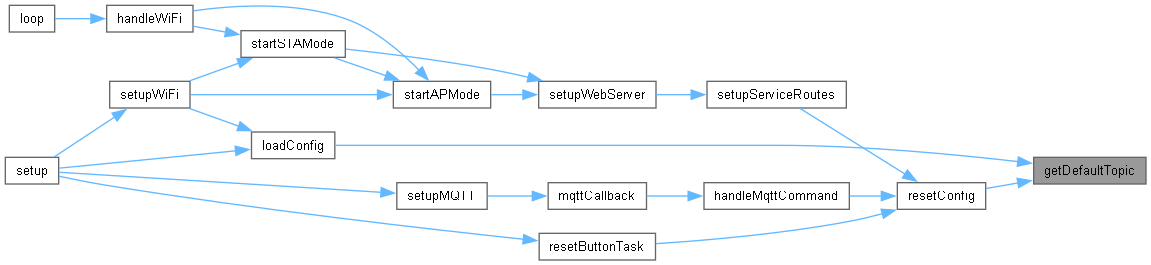 loop
handleWiFi
startSTAMode
setupWiFi
startAPMode
setupWebServer
setupServiceRoutes
loadConfig
setup
getDefaultTopic
setupMQTT
mqttCallback
handleMqttCommand
resetConfig
resetButtonTask